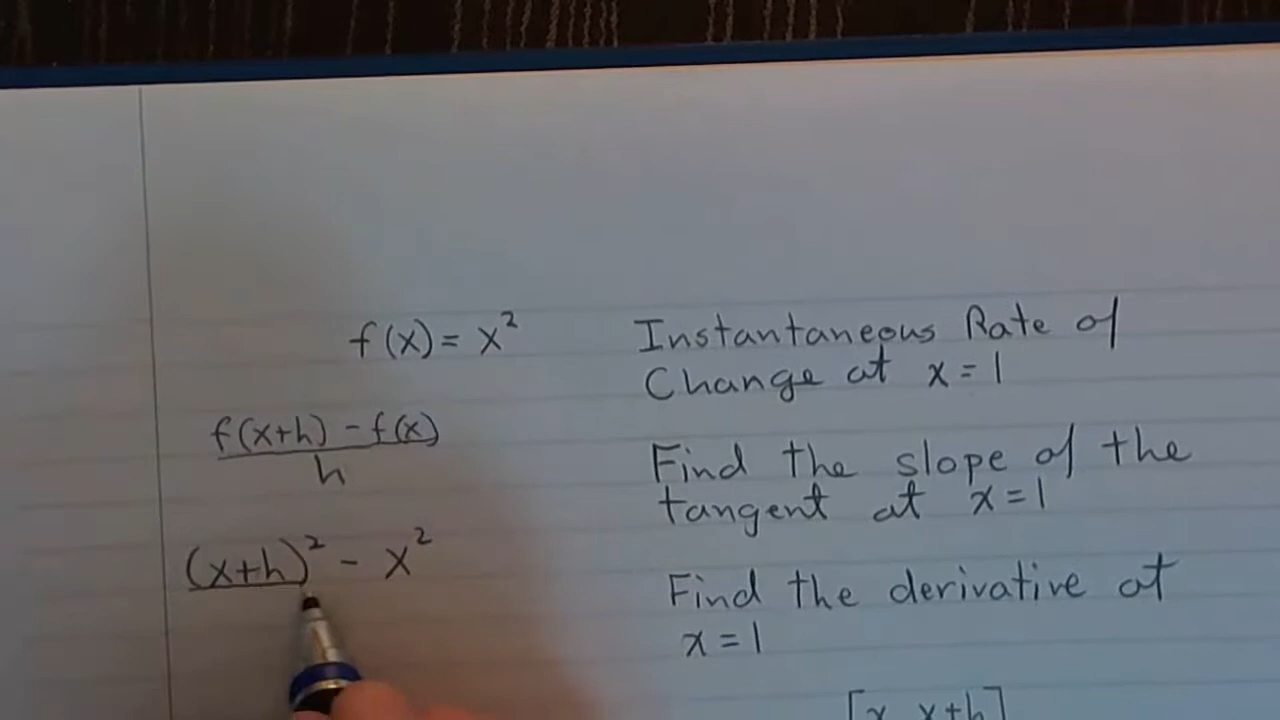 f(x) = x²
f(x+h) - f(x)
h
(x+h)² - x²
Instantaneous Rate of
Change at x = 1
Find the slope of the
tangent at x = 1
Find the derivative at
x = 1
[x, x+h]